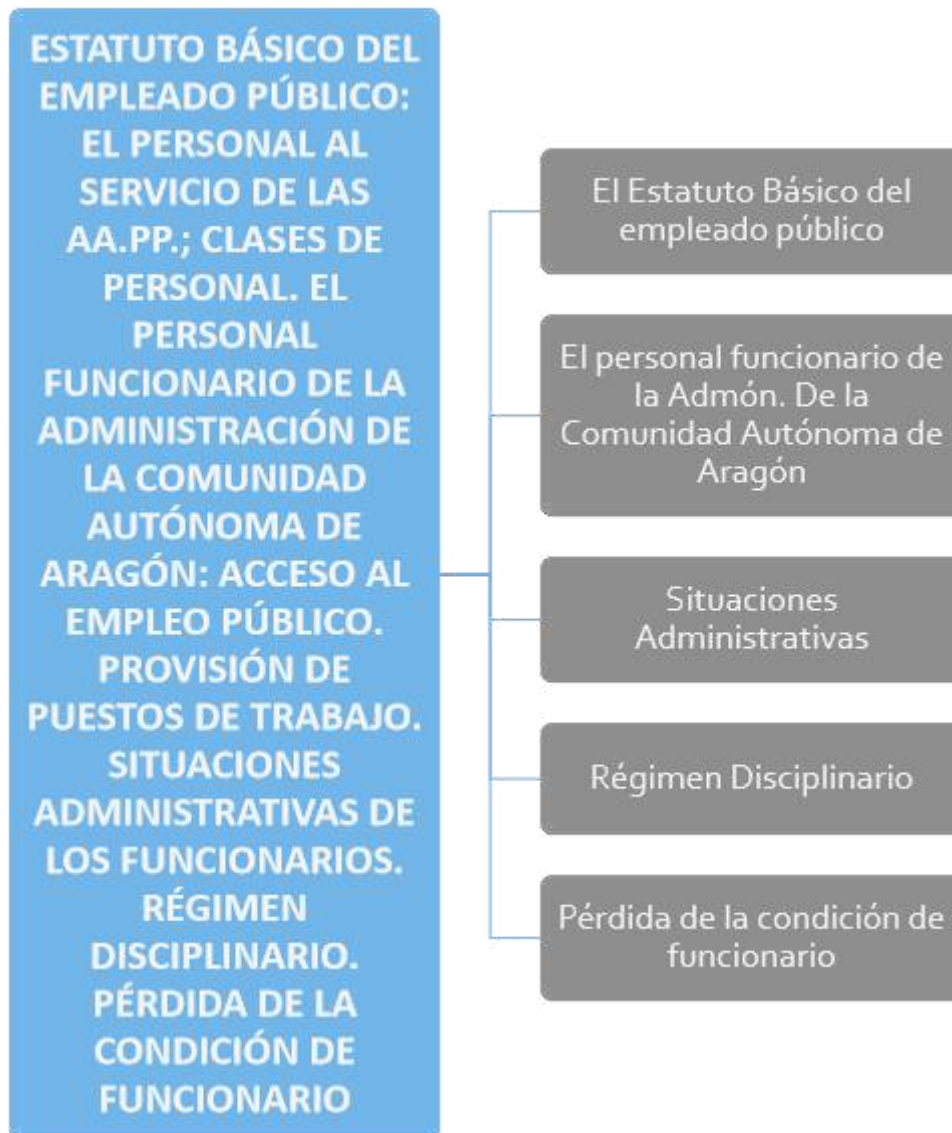 ESTATUTO BÁSICO DEL
EMPLEADO PÚBLICO:
EL PERSONAL AL
SERVICIO DE LAS
AA.PP.; CLASES DE
PERSONAL. EL
PERSONAL
FUNCIONARIO DE LA
ADMINISTRACIÓN DE
LA COMUNIDAD
AUTÓNOMA DE
ARAGÓN: ACCESO AL
EMPLEO PÚBLICO.
PROVISIÓN DE
PUESTOS DE TRABAJO.
SITUACIONES
ADMINISTRATIVAS DE
LOS FUNCIONARIOS.
RÉGIMEN
DISCIPLINARIO.
PÉRDIDA DE LA
CONDICIÓN DE
FUNCIONARIO
El Estatuto Básico del
empleado público
El personal funcionario de
la Admón. De la
Comunidad Autónoma de
Aragón
Situaciones
Administrativas
Régimen Disciplinario
Pérdida de la condición de
funcionario